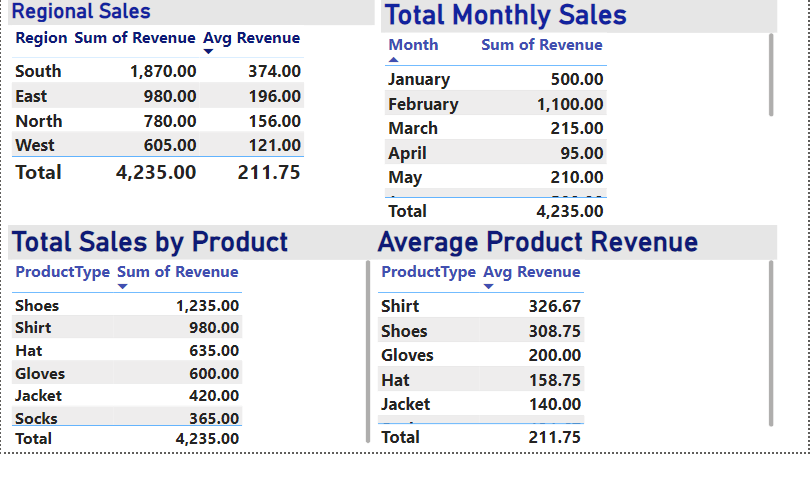 Regional Sales
Region Sum of Revenue Avg Revenue
South 1,870.00 374.00
East 980.00 196.00
North 780.00 156.00
West 605.00 121.00
Total 4,235.00 211.75
Total Monthly Sales
Month Sum of Revenue
January 500.00
February 1,100.00
March 215.00
April 95.00
May 210.00
Total 4,235.00
Total Sales by Product
ProductType Sum of Revenue
Shoes 1,235.00
Shirt 980.00
Hat 635.00
Gloves 600.00
Jacket 420.00
Socks 365.00
Total 4,235.00
Average Product Revenue
ProductType Avg Revenue
Shirt 326.67
Shoes 308.75
Gloves 200.00
Hat 158.75
Jacket 140.00
Total 211.75